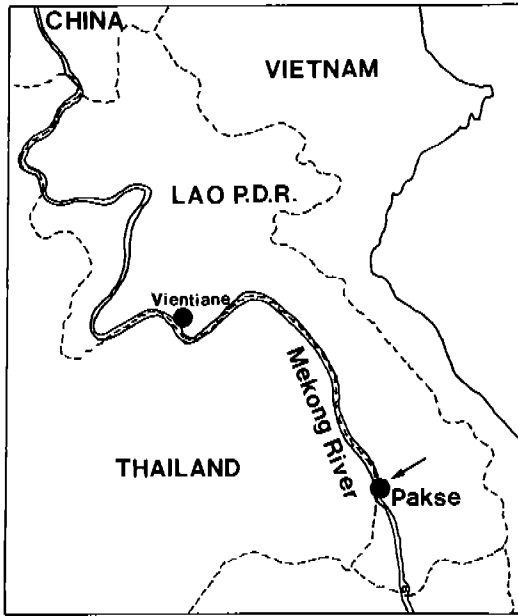 CHINA
VIETNAM
LAO P.D.R.
Vientiane
Mekong River
THAILAND
Pakse